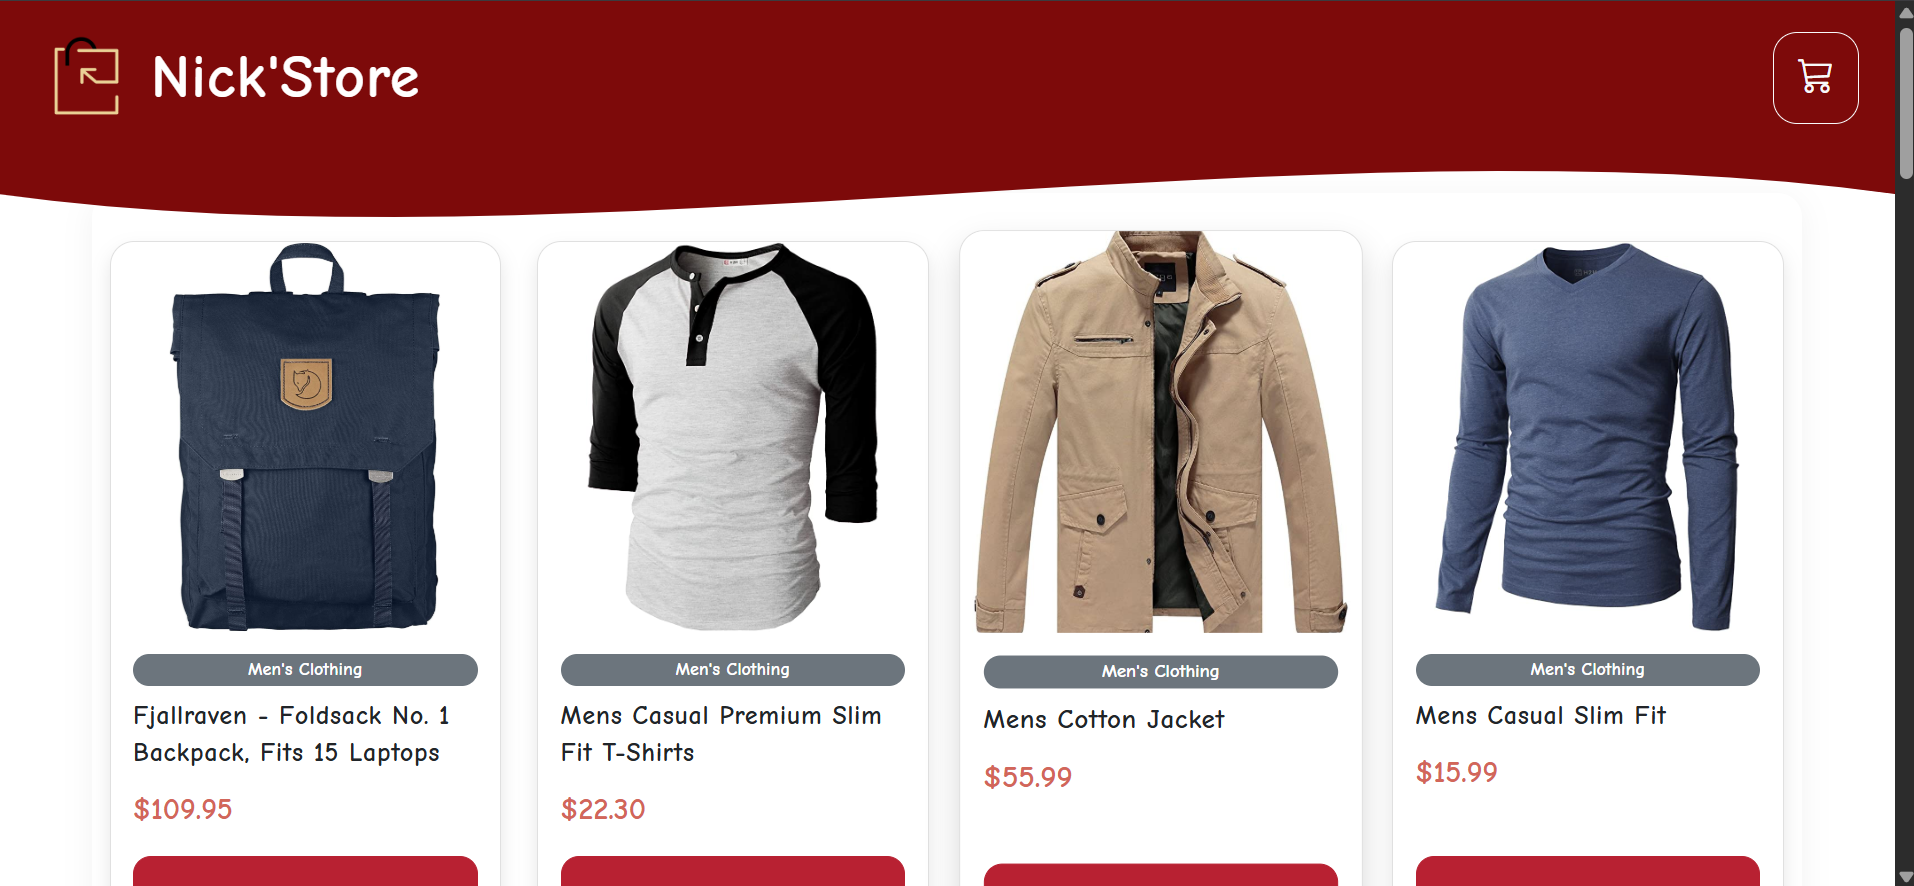 Nick'Store
Men's Clothing
Fjallraven - Foldsack No. 1
Backpack, Fits 15 Laptops
$109.95
Men's Clothing
Mens Casual Premium Slim
Fit T-Shirts
$22.30
Men's Clothing
Mens Cotton Jacket
$55.99
Men's Clothing
Mens Casual Slim Fit
$15.99